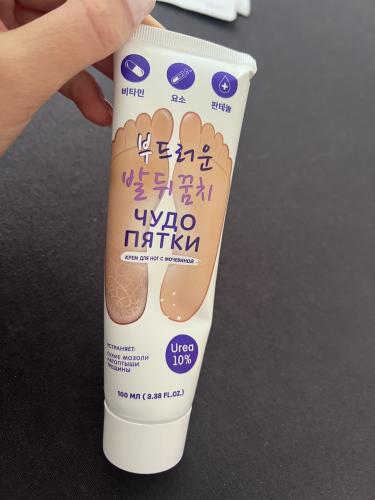 비타민
요소
판테놀
부드러운
발뒤꿈치
ЧУДО
ПЯТКИ
КРЕМ ДЛЯ НОГ С МОЧЕВИНОЙ
УСТРАНЯЕТ:
СУХИЕ МОЗОЛИ
НАТОПТЫШИ
ТРЕЩИНЫ
Urea
10%
100 МЛ ( 3.38 FL.OZ.)